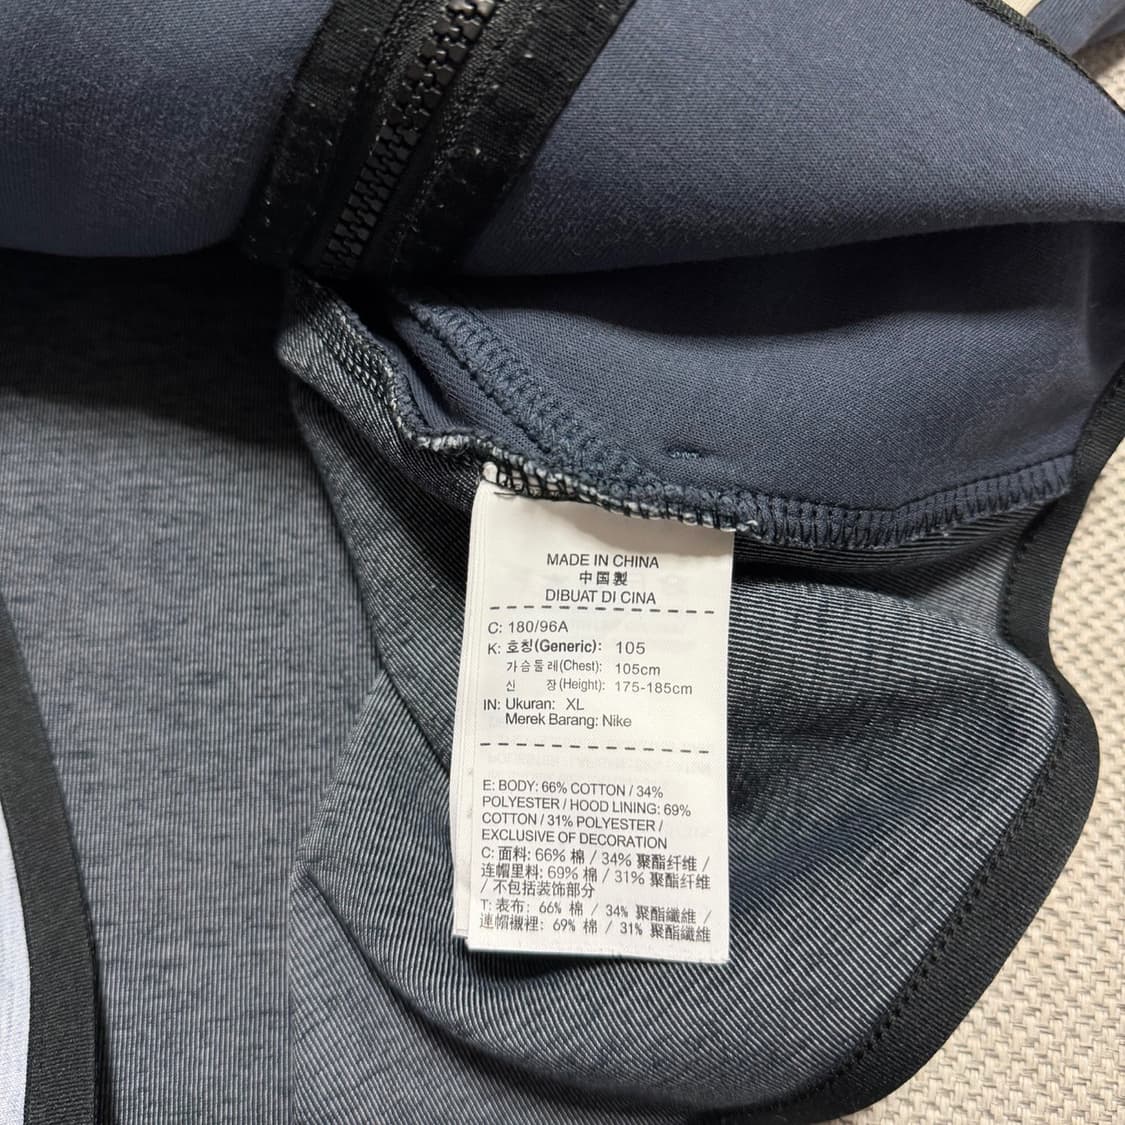 MADE IN CHINA
中国製
DIBUAT DI CINA
C: 180/96A
K: 호칭(Generic): 105
가슴둘레(Chest): 105cm
신 장(Height): 175-185cm
IN: Ukuran: XL
Merek Barang: Nike
E: BODY: 66% COTTON / 34%
POLYESTER / HOOD LINING: 69%
COTTON / 31% POLYESTER /
EXCLUSIVE OF DECORATION
C: 面料: 66% 棉 / 34% 聚酯纤维 /
连帽里料: 69% 棉 / 31% 聚酯纤维
/ 不包括装饰部分
T: 表布: 66% 棉 / 34% 聚酯纖維 /
連帽襯裡: 69% 棉 / 31% 聚酯纖維